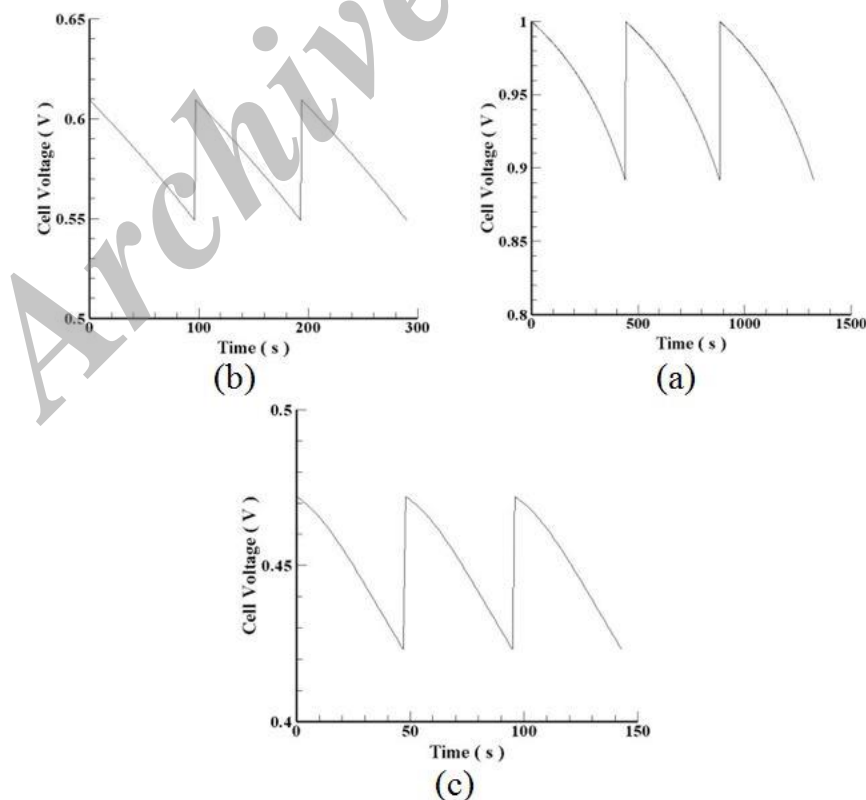 Archive
0.65
0.6
0.55
0.5
Cell Voltage ( V )
0
100
200
300
Time ( s )
(b)
1
0.95
0.9
0.85
0.8
Cell Voltage ( V )
0
500
1000
1500
Time ( s )
(a)
0.5
0.45
0.4
Cell Voltage ( V )
0
50
100
150
Time ( s )
(c)